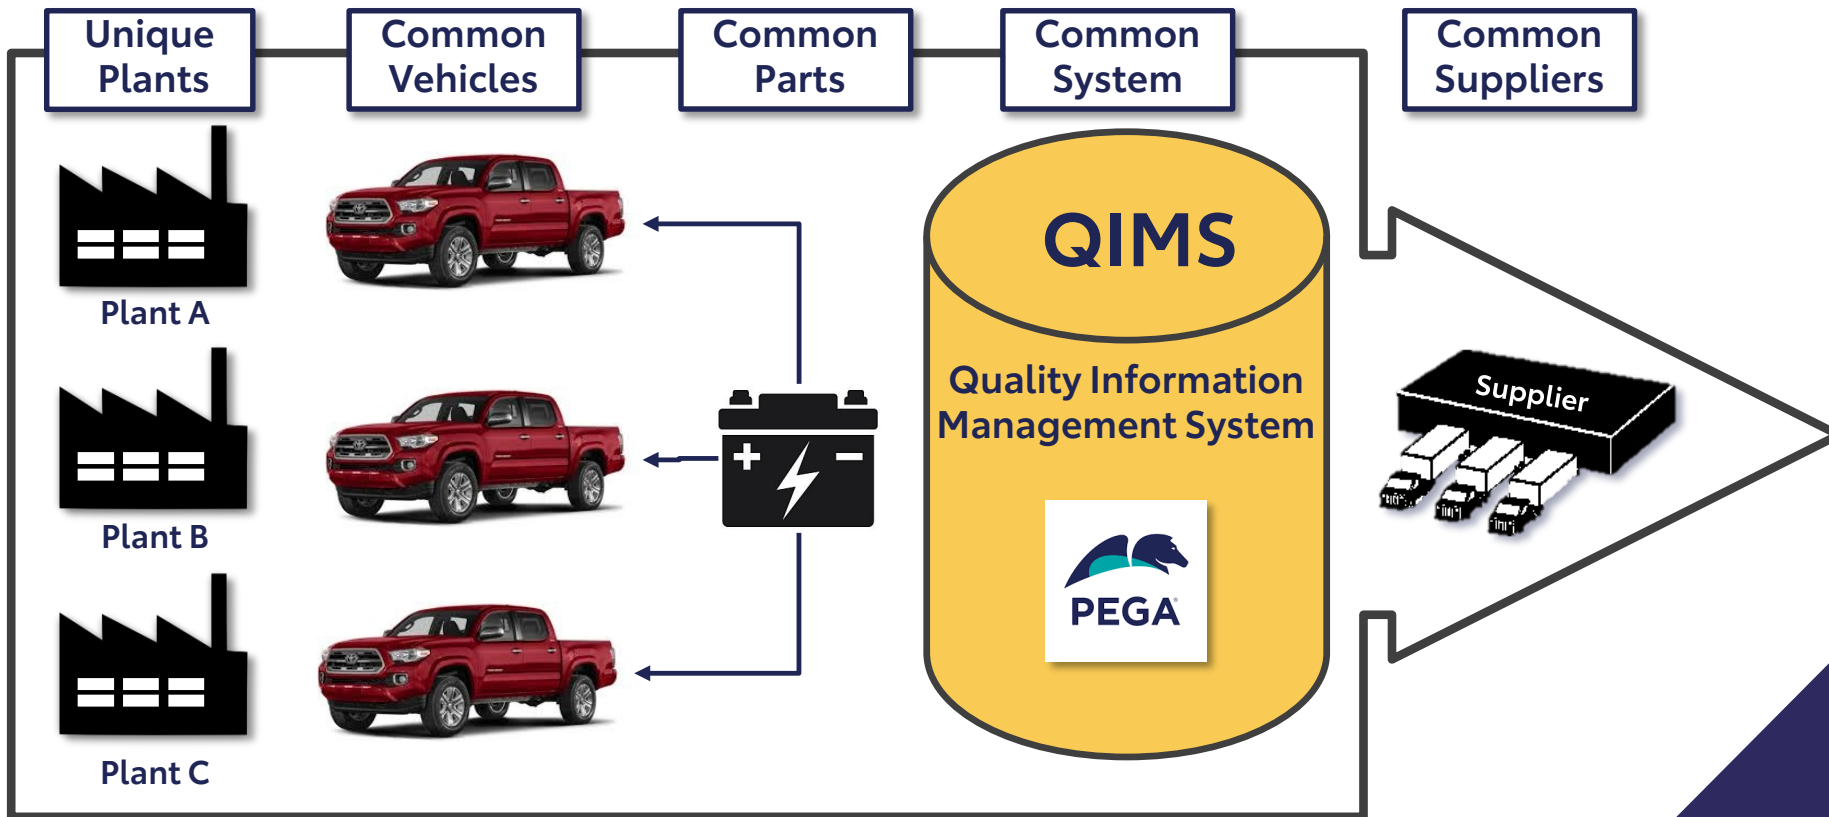 Unique
Plants
Common
Vehicles
Common
Parts
Common
System
Common
Suppliers
Plant A
Plant B
Plant C
QIMS
Quality Information
Management System
PEGA
Supplier